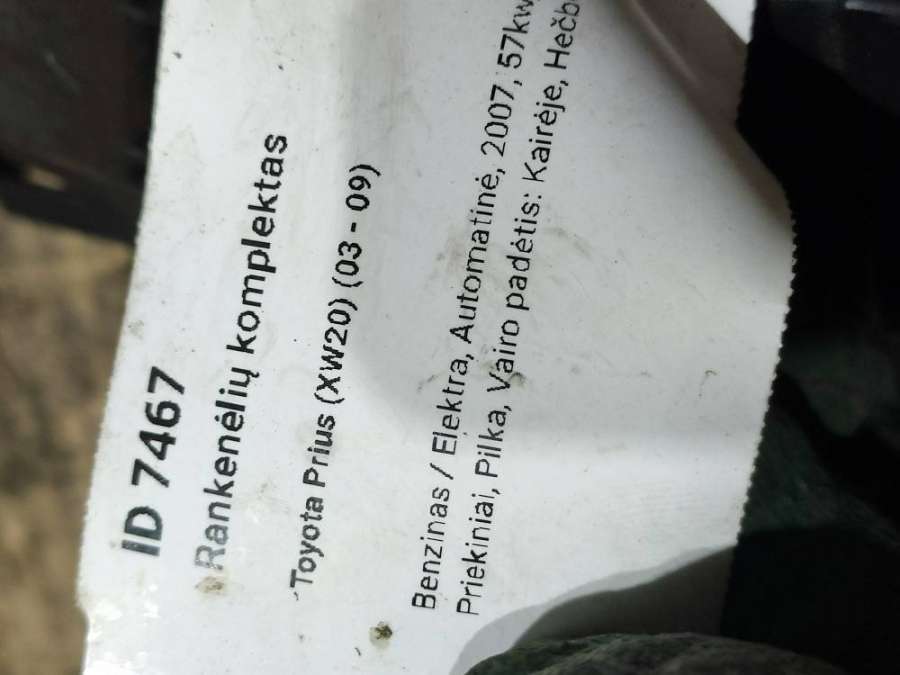 ID 7467
Rankenėlių komplektas
Toyota Prius (XW20) (03 - 09)
Benzinas / Elektra, Automatinė, 2007, 57kw,
Priekiniai, Pilka, Vairo padėtis: Kairėje, Hečb